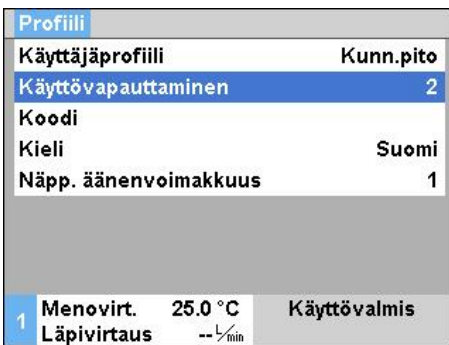 Profiili
Käyttäjäprofiili Kunn.pito
Käyttövapauttaminen 2
Koodi
Kieli Suomi
Näpp. äänenvoimakkuus 1
1 Menovirt. 25.0 °C Käyttövalmis
Läpivirtaus -- L/min